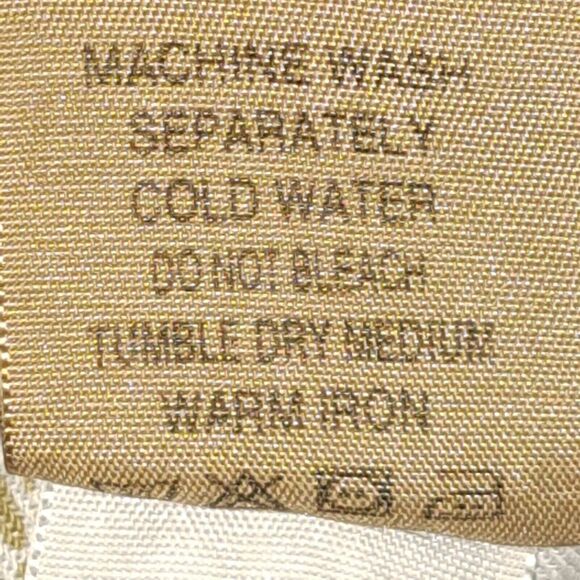 MACHINE WASH
SEPARATELY
COLD WATER
DO NOT BLEACH
TUMBLE DRY MEDIUM
WARM IRON